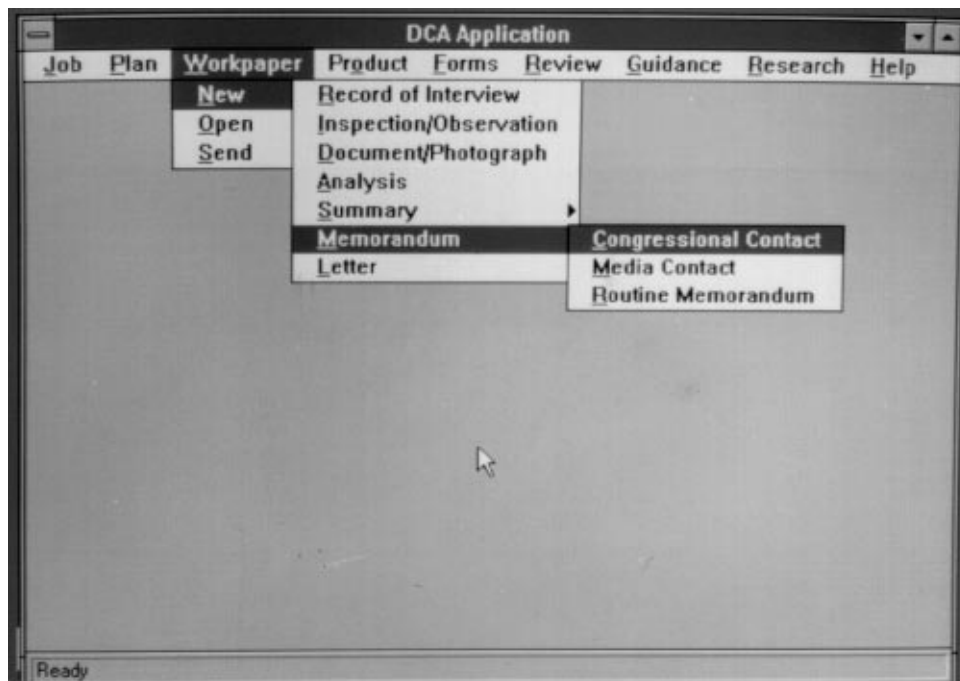 DCA Application
Job Plan Workpaper Product Forms Review Guidance Research Help
New
Open
Send
Record of Interview
Inspection/Observation
Document/Photograph
Analysis
Summary
Memorandum
Letter
Congressional Contact
Media Contact
Routine Memorandum
Ready